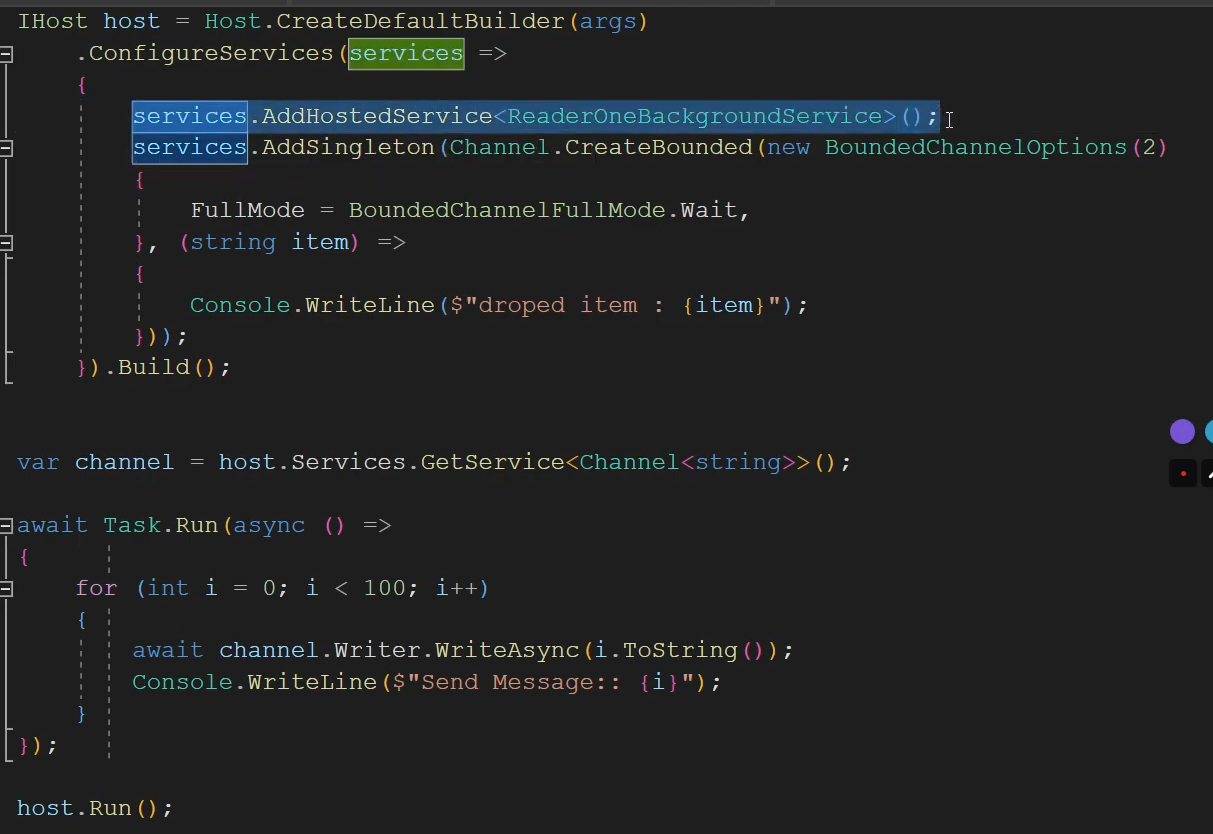 IHost host = Host.CreateDefaultBuilder(args)
    .ConfigureServices(services =>
    {
        services.AddHostedService<ReaderOneBackgroundService>();
        services.AddSingleton(Channel.CreateBounded(new BoundedChannelOptions(2)
        {
            FullMode = BoundedChannelFullMode.Wait,
        }, (string item) =>
        {
            Console.WriteLine($"droped item : {item}");
        }));
    }).Build();
var channel = host.Services.GetService<Channel<string>>();
await Task.Run(async () =>
{
    for (int i = 0; i < 100; i++)
    {
        await channel.Writer.WriteAsync(i.ToString());
        Console.WriteLine($"Send Message:: {i}");
    }
});
host.Run();